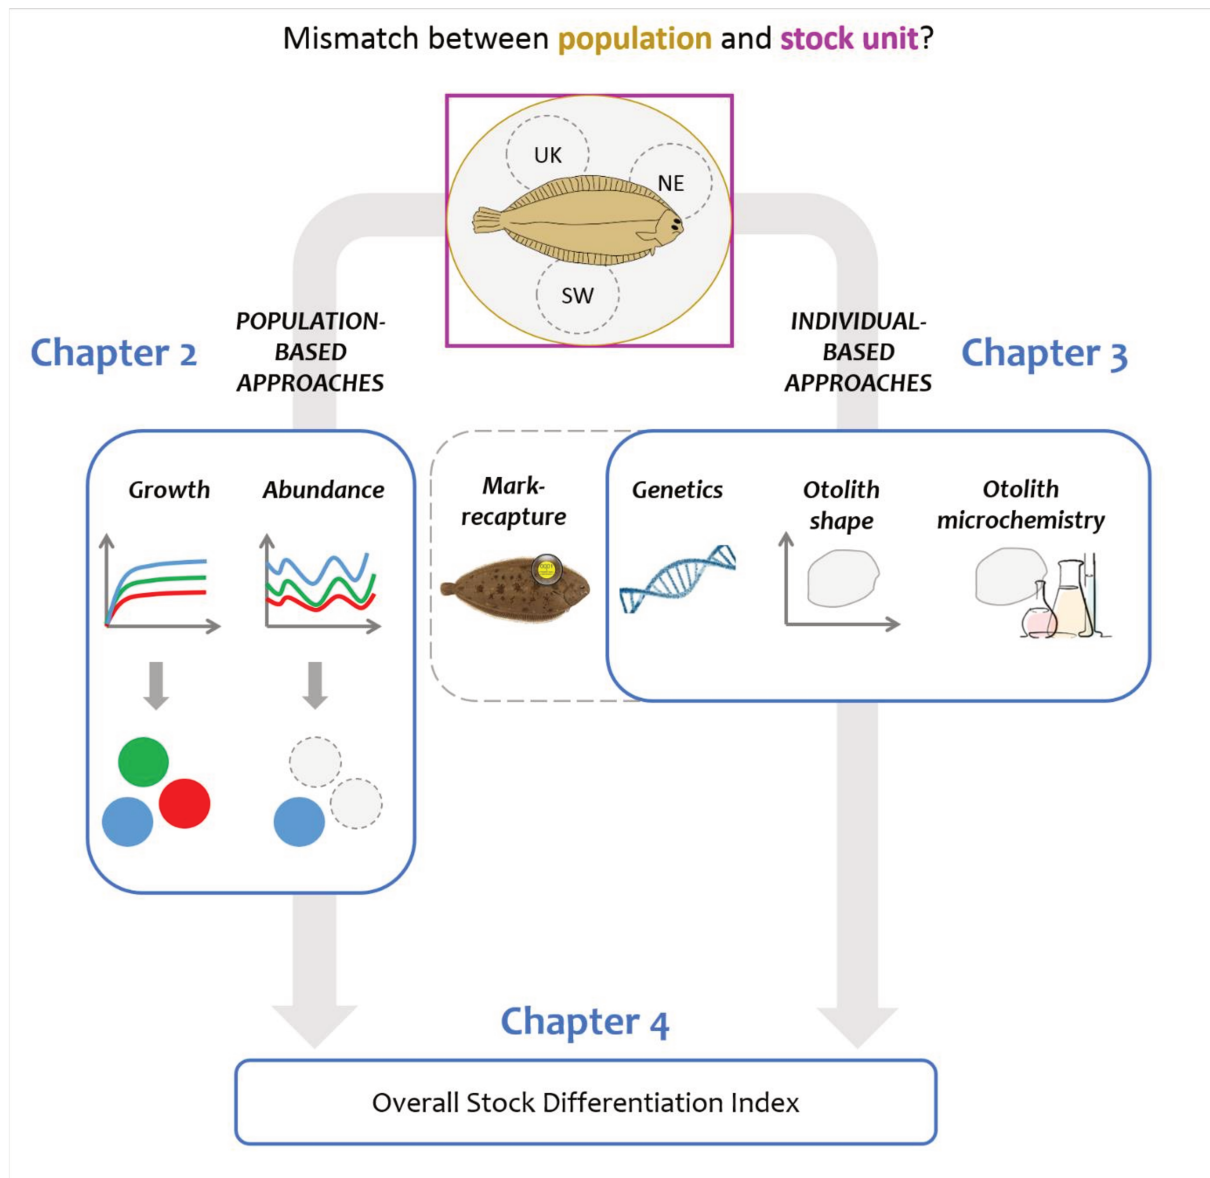 Mismatch between population and stock unit?
UK
NE
SW
Chapter 2
POPULATION-
BASED
APPROACHES
INDIVIDUAL-
BASED
APPROACHES
Chapter 3
Growth
Abundance
Mark-
recapture
Genetics
Otolith
shape
Otolith
microchemistry
Chapter 4
Overall Stock Differentiation Index